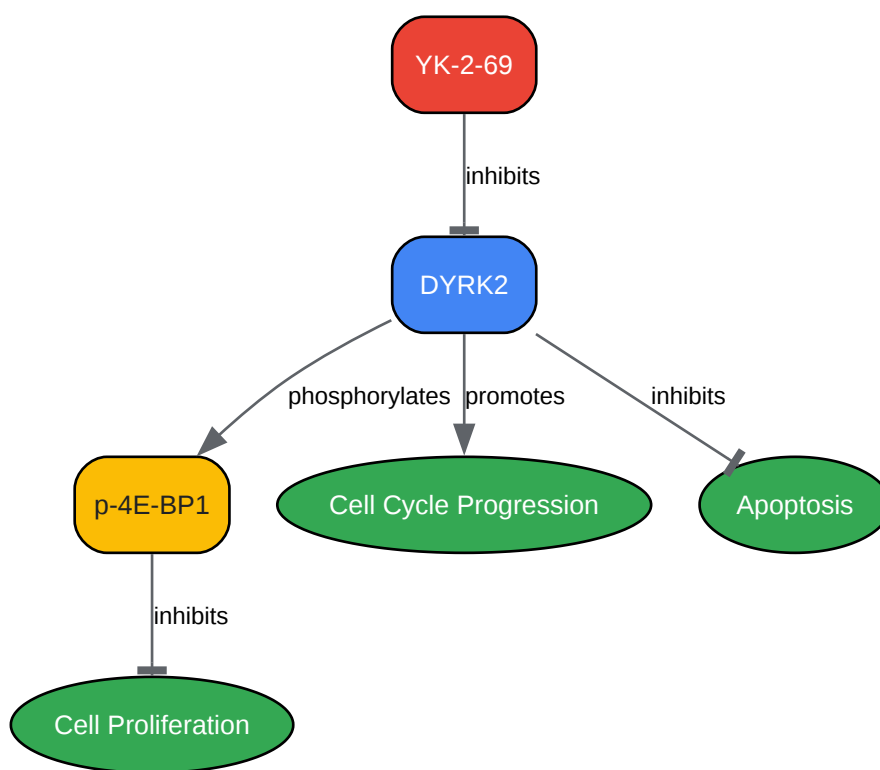 YK-2-69
inhibits
DYRK2
phosphorylates
promotes
inhibits
p-4E-BP1
Cell Cycle Progression
Apoptosis
inhibits
Cell Proliferation